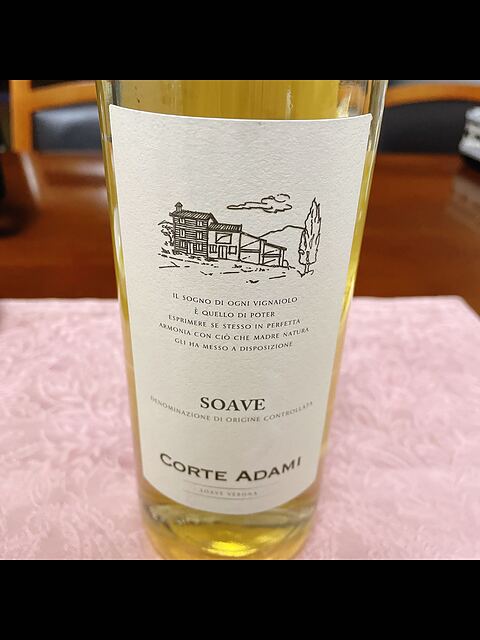 IL SOGNO DI OGNI VIGNAIOLO
È QUELLO DI POTER
ESPRIMERE SE STESSO IN PERFETTA
ARMONIA CON CIÒ CHE MADRE NATURA
GLI HA MESSO A DISPOSIZIONE
SOAVE
DENOMINAZIONE DI ORIGINE CONTROLLATA
CORTE ADAMI
SOAVE VERONA